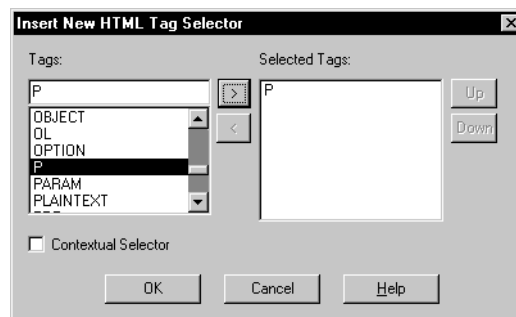 Insert New HTML Tag Selector
Tags:
Selected Tags:
P
>
P
Up
OBJECT
OL
<
Down
OPTION
P
PARAM
PLAINTEXT
Contextual Selector
OK
Cancel
Help